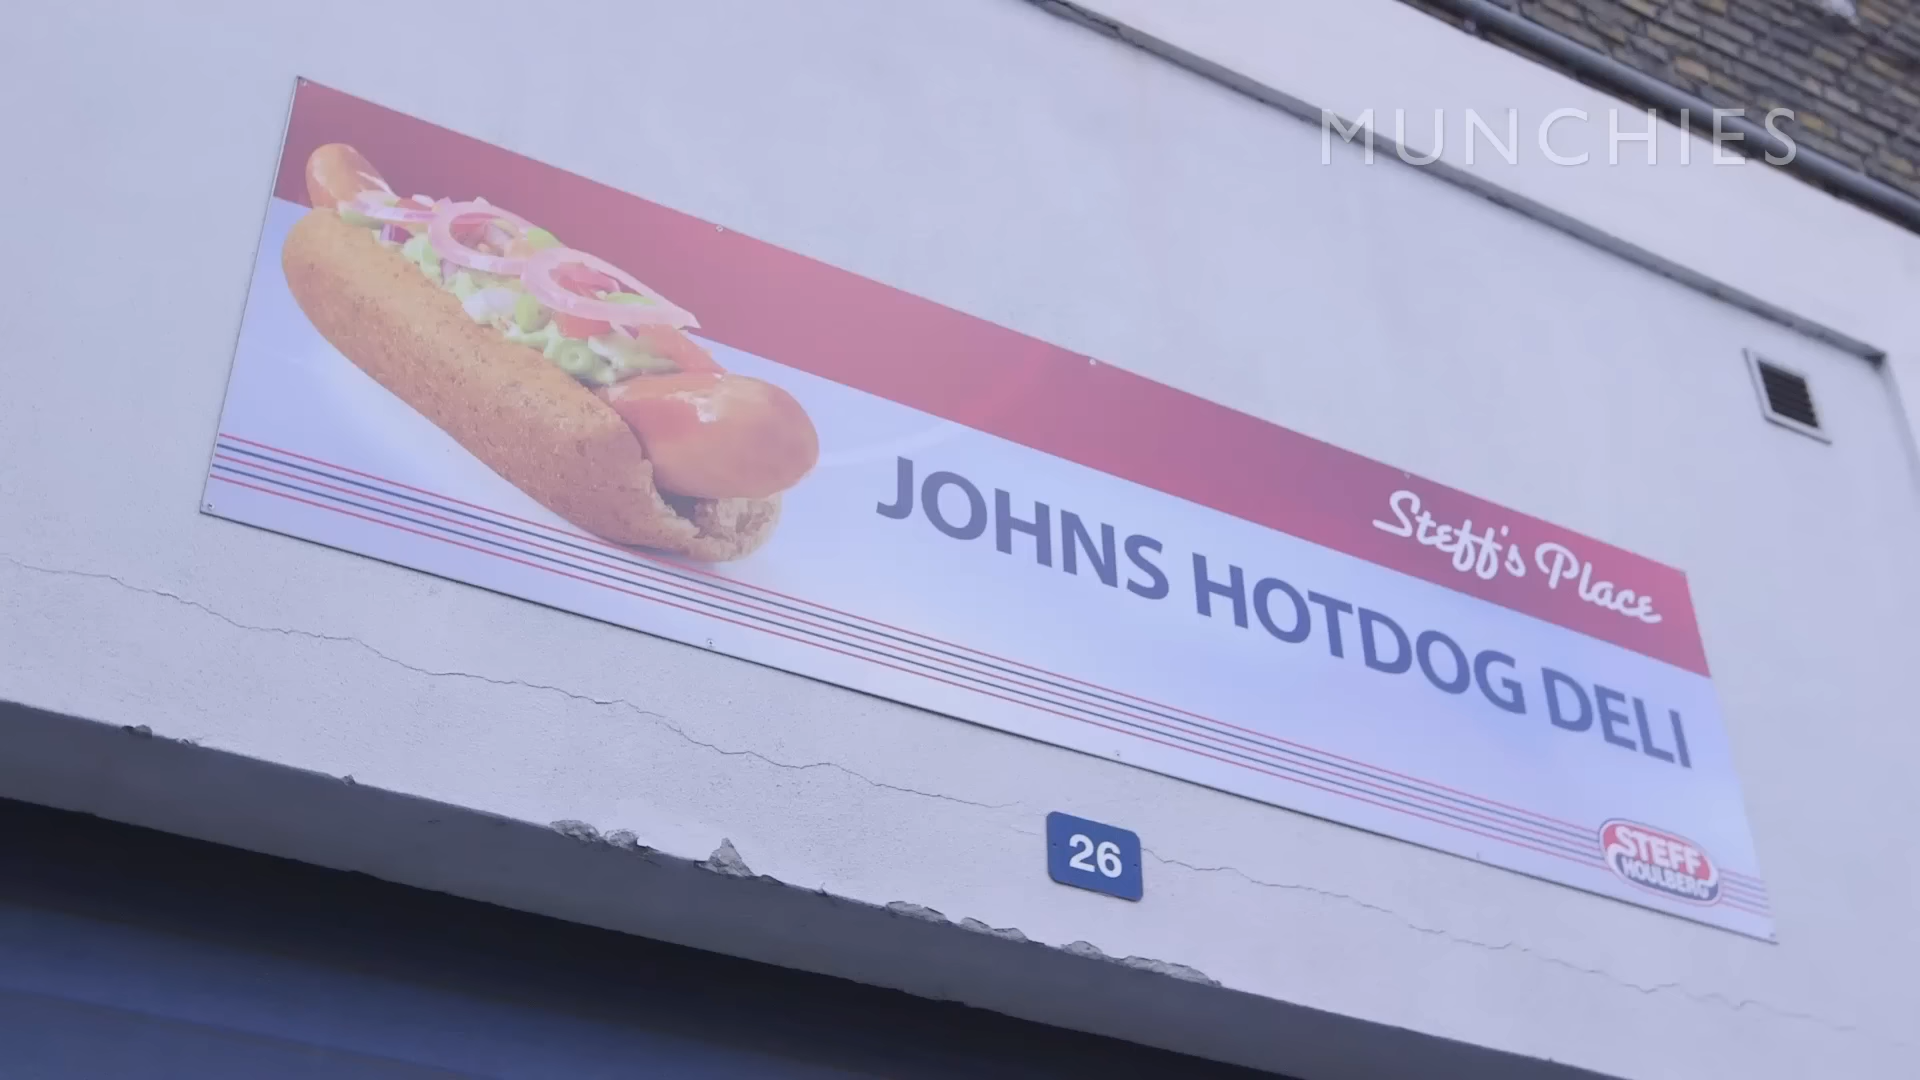 MUNCHIES
Steff's Place
JOHNS HOTDOG DELI
STEFF
HOULBERG
26